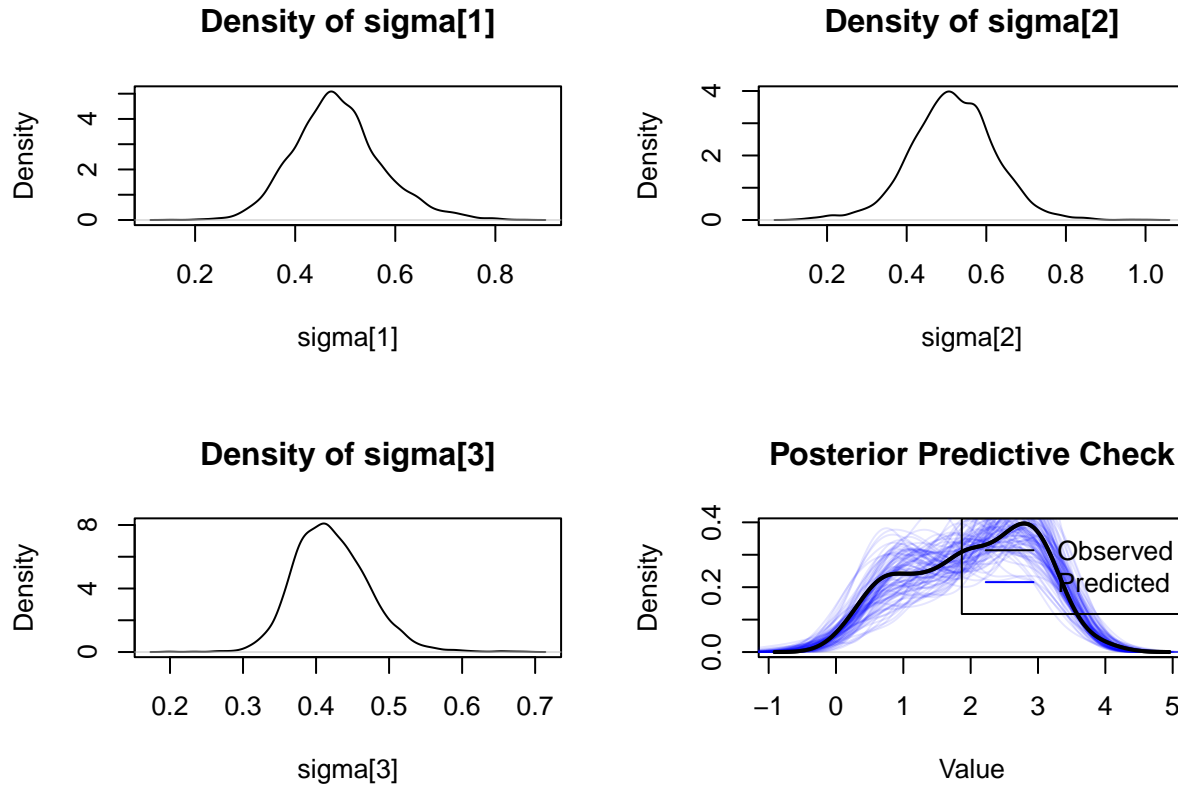 Density of sigma[1]
Density
0 2 4
0.2 0.4 0.6 0.8
sigma[1]
Density of sigma[2]
Density
0 2 4
0.2 0.4 0.6 0.8 1.0
sigma[2]
Density of sigma[3]
Density
0 4 8
0.2 0.3 0.4 0.5 0.6 0.7
sigma[3]
Posterior Predictive Check
Density
0.0 0.2 0.4
Observed
Predicted
−1 0 1 2 3 4 5
Value